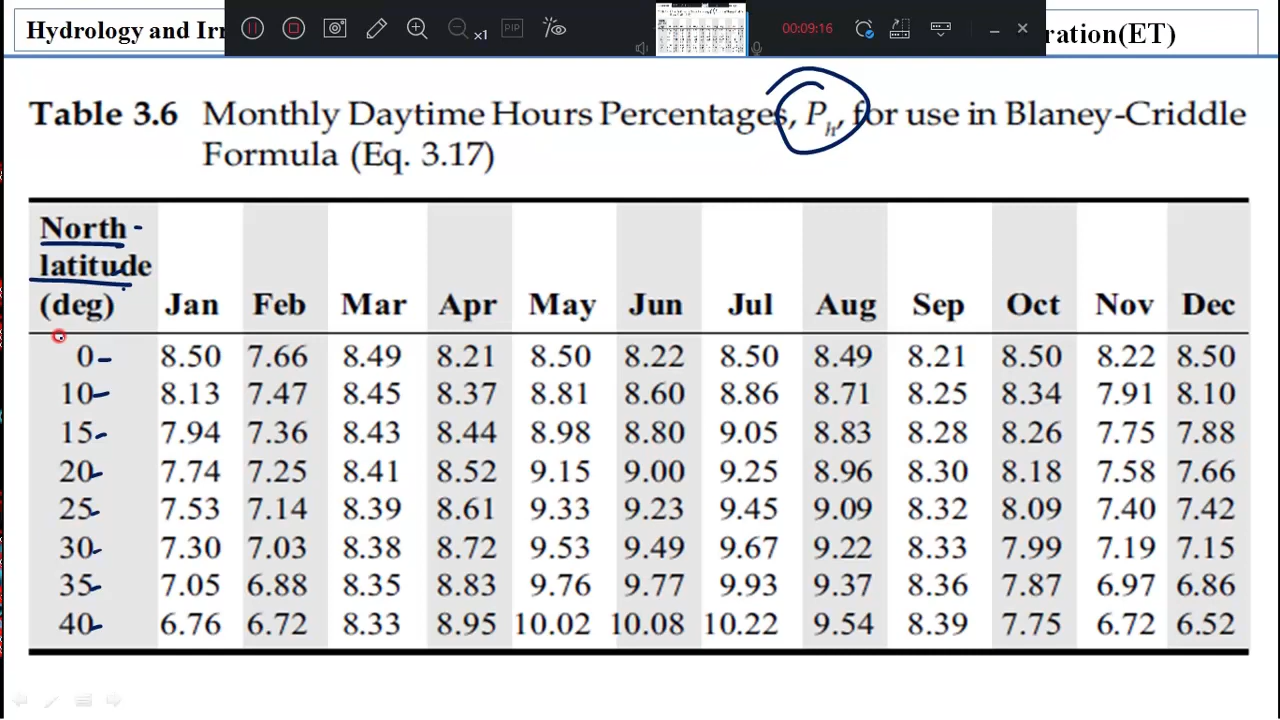 Hydrology and Irr
ration(ET)
x1
PIP
00:09:16
Table 3.6 Monthly Daytime Hours Percentages, Ph, for use in Blaney-Criddle
Formula (Eq. 3.17)
North
latitude
(deg) Jan Feb Mar Apr May Jun Jul Aug Sep Oct Nov Dec
0 8.50 7.66 8.49 8.21 8.50 8.22 8.50 8.49 8.21 8.50 8.22 8.50
10 8.13 7.47 8.45 8.37 8.81 8.60 8.86 8.71 8.25 8.34 7.91 8.10
15 7.94 7.36 8.43 8.44 8.98 8.80 9.05 8.83 8.28 8.26 7.75 7.88
20 7.74 7.25 8.41 8.52 9.15 9.00 9.25 8.96 8.30 8.18 7.58 7.66
25 7.53 7.14 8.39 8.61 9.33 9.23 9.45 9.09 8.32 8.09 7.40 7.42
30 7.30 7.03 8.38 8.72 9.53 9.49 9.67 9.22 8.33 7.99 7.19 7.15
35 7.05 6.88 8.35 8.83 9.76 9.77 9.93 9.37 8.36 7.87 6.97 6.86
40 6.76 6.72 8.33 8.95 10.02 10.08 10.22 9.54 8.39 7.75 6.72 6.52